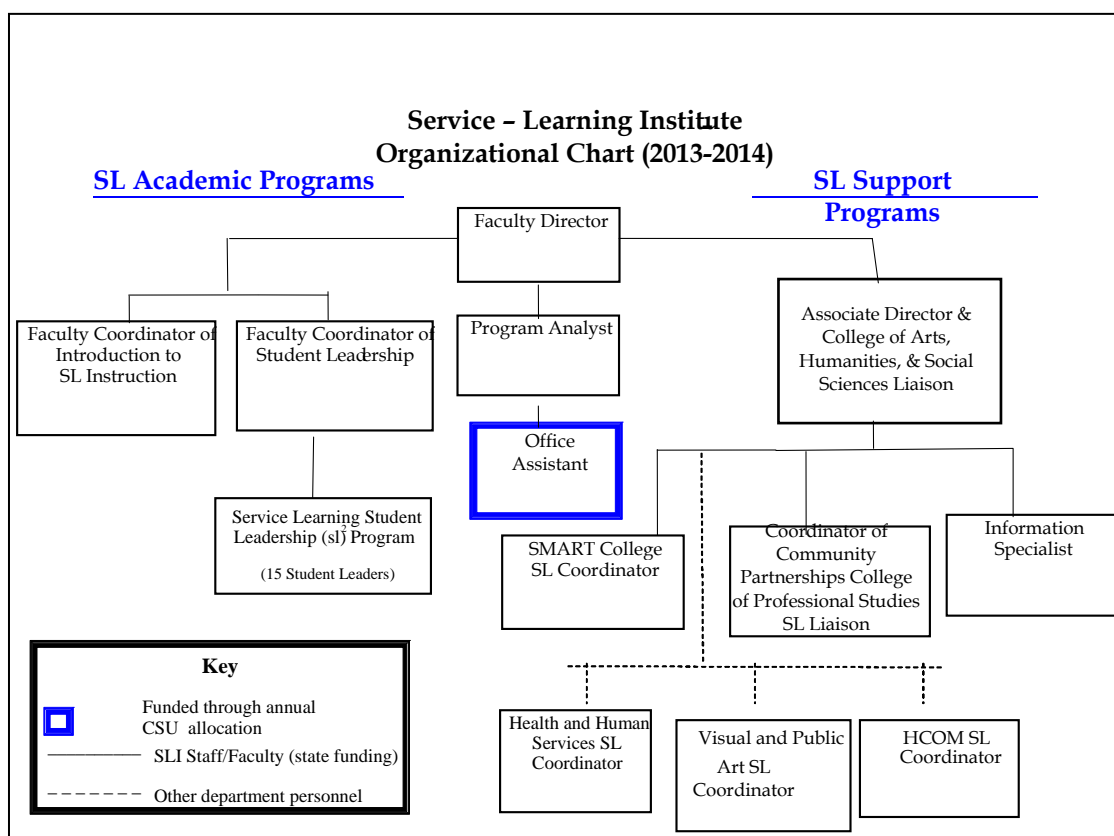 Service – Learning Institute
Organizational Chart (2013-2014)
SL Academic Programs
SL Support
Programs
Faculty Director
Faculty Coordinator of
Introduction to
SL Instruction
Faculty Coordinator of
Student Leadership
Program Analyst
Associate Director &
College of Arts,
Humanities, & Social
Sciences Liaison
Office
Assistant
Service Learning Student
Leadership (sl)² Program
(15 Student Leaders)
SMART College
SL Coordinator
Coordinator of
Community
Partnerships College
of Professional Studies
SL Liaison
Information
Specialist
Key
Funded through annual
CSU allocation
SLI Staff/Faculty (state funding)
Other department personnel
Health and Human
Services SL
Coordinator
Visual and Public
Art SL
Coordinator
HCOM SL
Coordinator